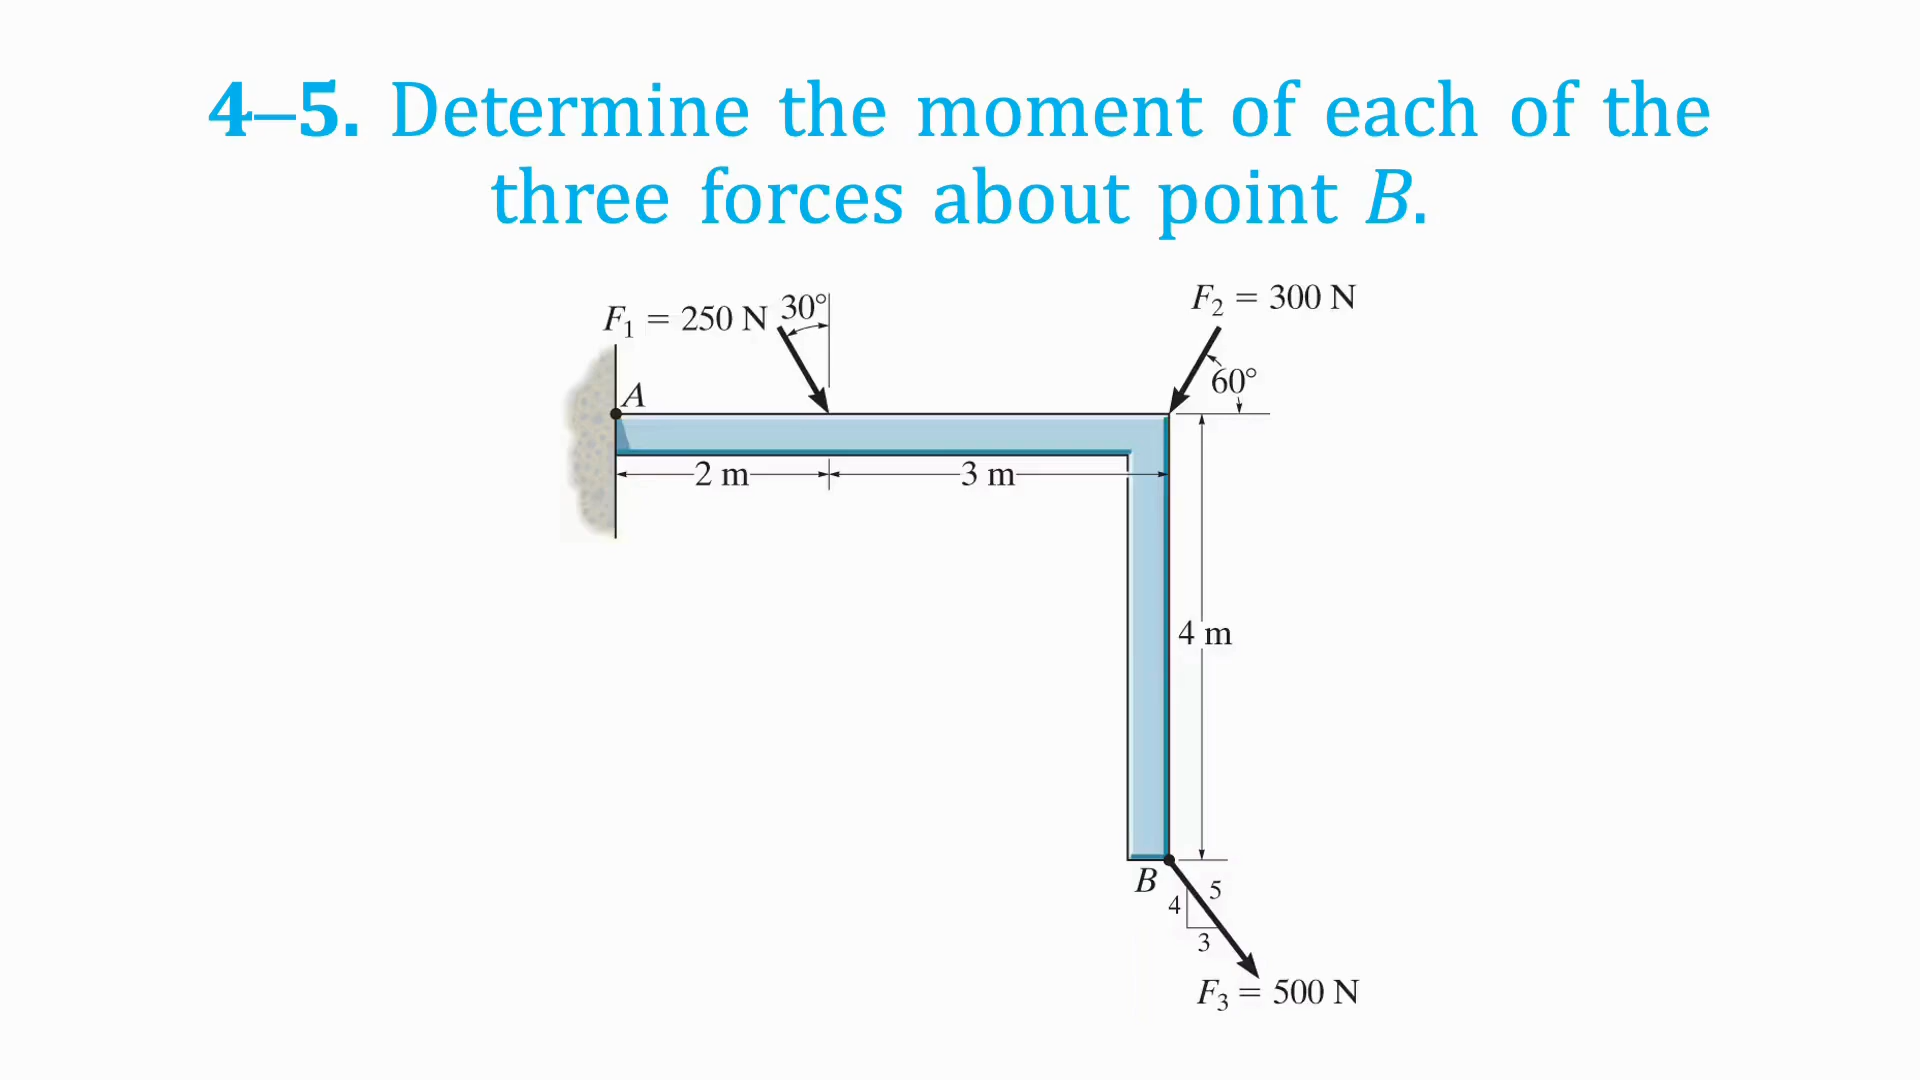 4–5. Determine the moment of each of the
three forces about point B.
F₁ = 250 N
30°
F₂ = 300 N
60°
A
2 m
3 m
4 m
B
5
4
3
F₃ = 500 N